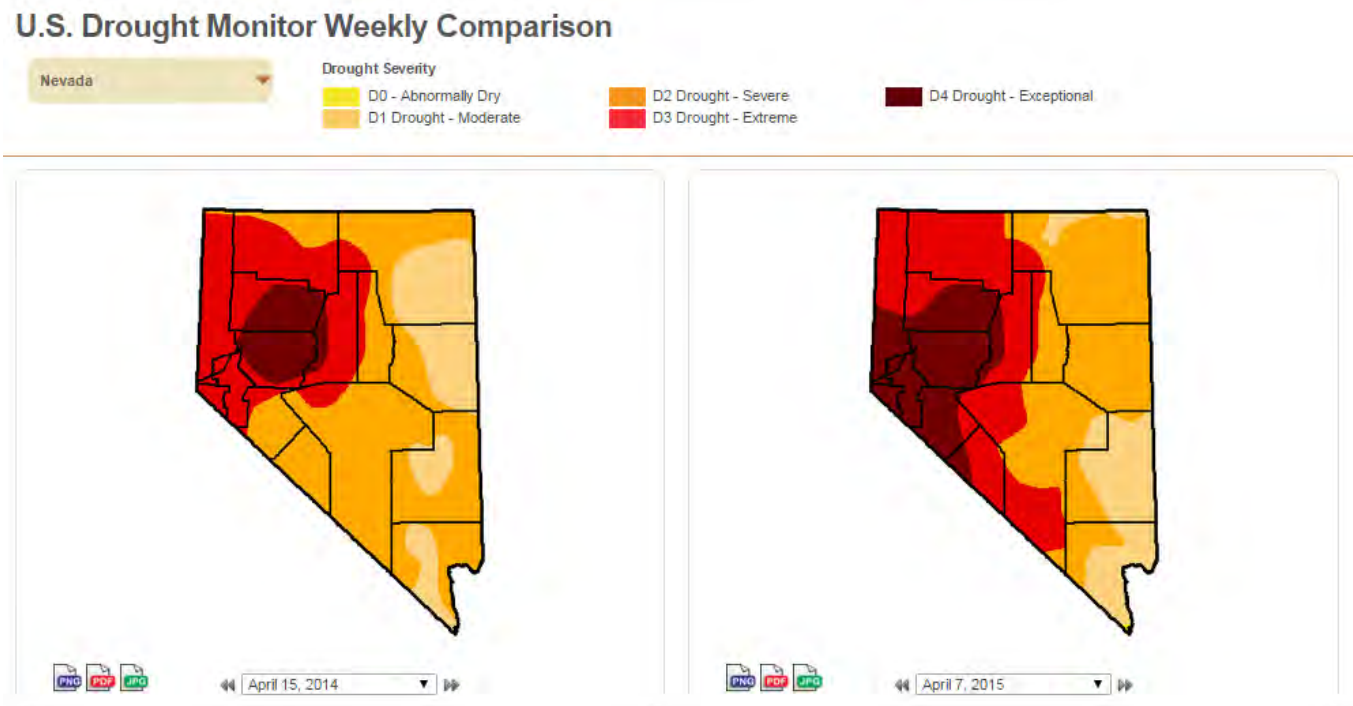 U.S. Drought Monitor Weekly Comparison
Nevada
Drought Severity
D0 - Abnormally Dry
D2 Drought - Severe
D4 Drought - Exceptional
D1 Drought - Moderate
D3 Drought - Extreme
PNG PDF JPG
April 15, 2014
PNG PDF JPG
April 7, 2015